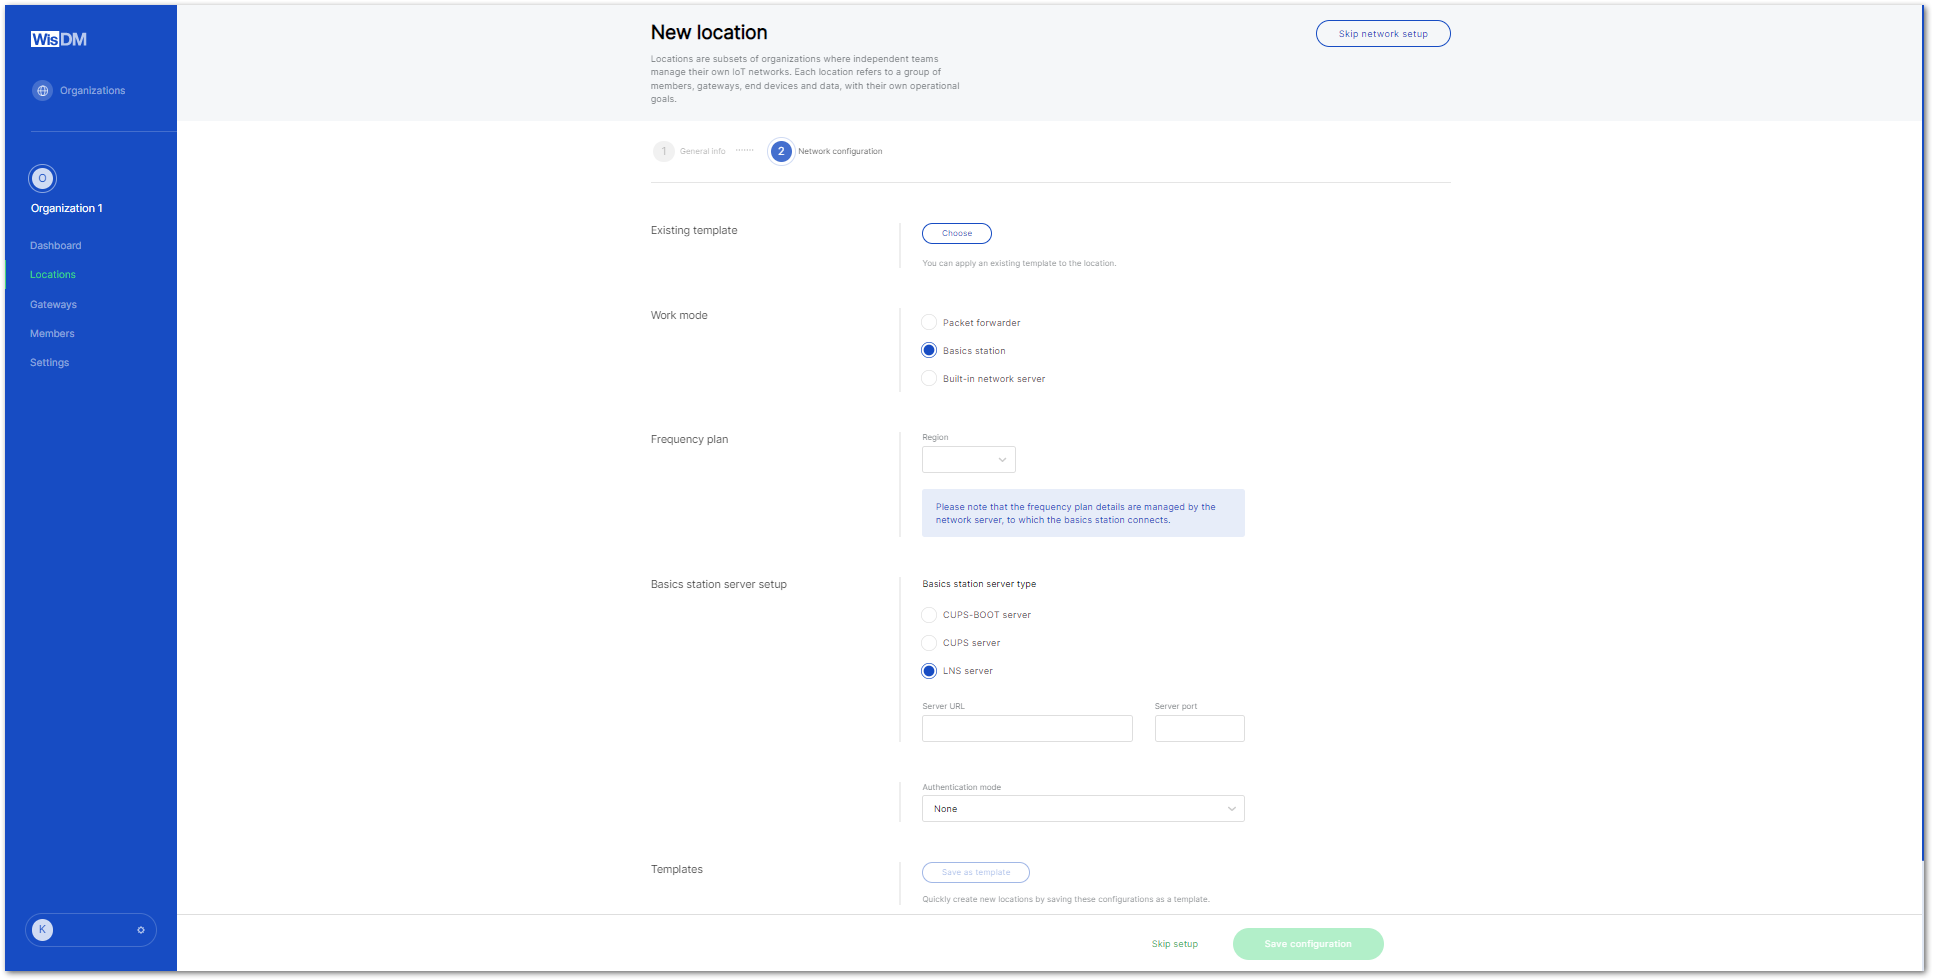 WisDM
Organizations
O
Organization 1
Dashboard
Locations
Gateways
Members
Settings
K
New location
Skip network setup
Locations are subsets of organizations where independent teams
manage their own IoT networks. Each location refers to a group of
members, gateways, end devices and data, with their own operational
goals.
1 General info 2 Network configuration
Existing template
Choose
You can apply an existing template to the location.
Work mode
Packet forwarder
Basics station
Built-in network server
Frequency plan
Region
Please note that the frequency plan details are managed by the
network server, to which the basics station connects.
Basics station server setup
Basics station server type
CUPS-BOOT server
CUPS server
LNS server
Server URL Server port
Authentication mode
None
Templates
Save as template
Quickly create new locations by saving these configurations as a template.
Skip setup Save configuration